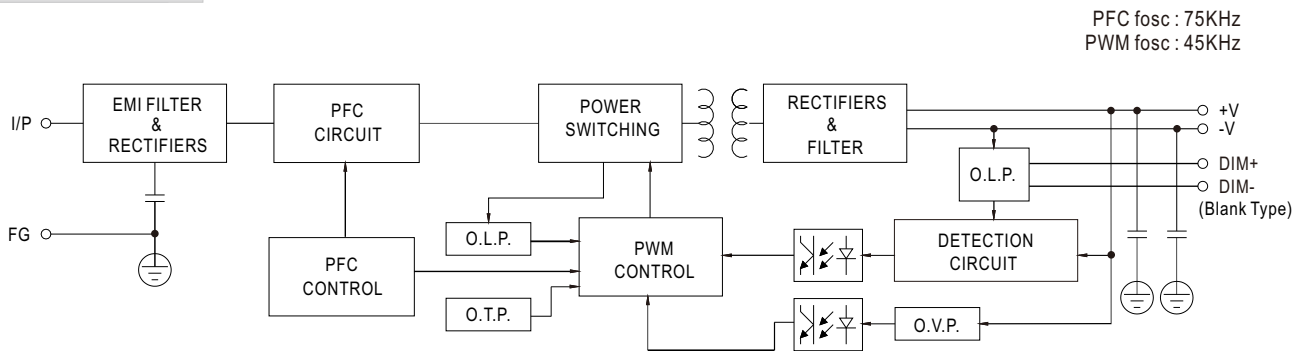 PFC fosc : 75KHz
PWM fosc : 45KHz
I/P
EMI FILTER
&
RECTIFIERS
PFC
CIRCUIT
POWER
SWITCHING
RECTIFIERS
&
FILTER
+V
-V
DIM+
DIM-
(Blank Type)
O.L.P.
FG
O.L.P.
PFC
CONTROL
O.T.P.
PWM
CONTROL
DETECTION
CIRCUIT
O.V.P.